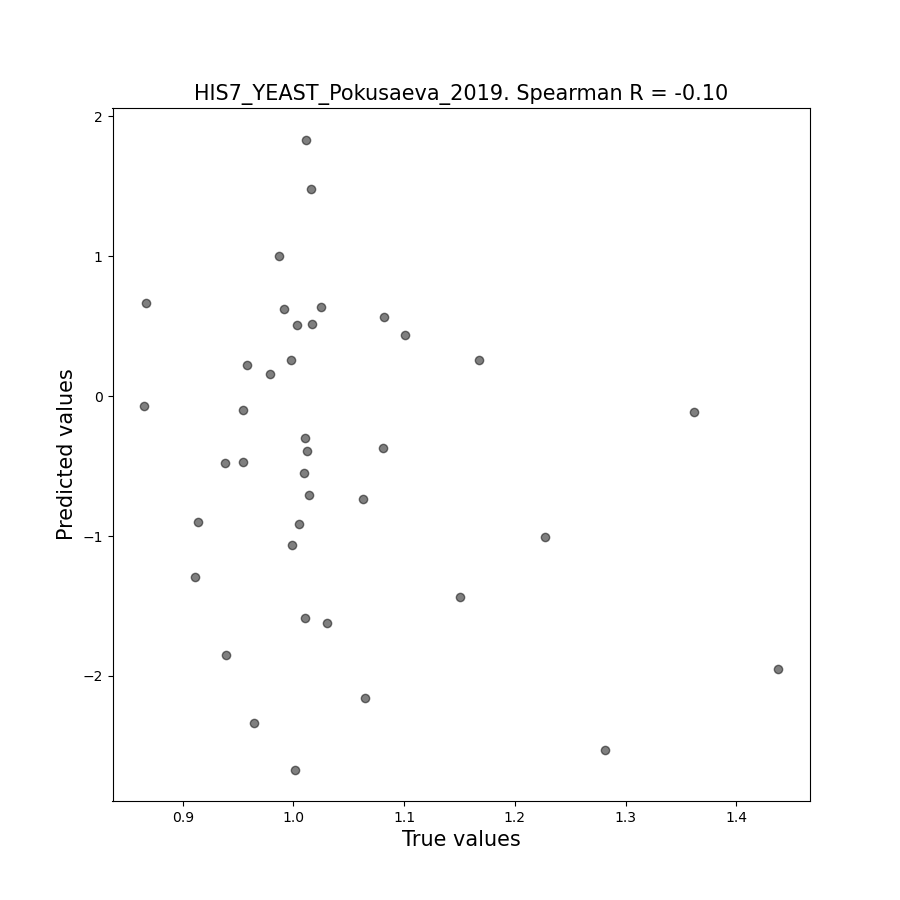 HIS7_YEAST_Pokusaeva_2019. Spearman R = -0.10
2
1
0
−1
−2
Predicted values
0.9 1.0 1.1 1.2 1.3 1.4
True values